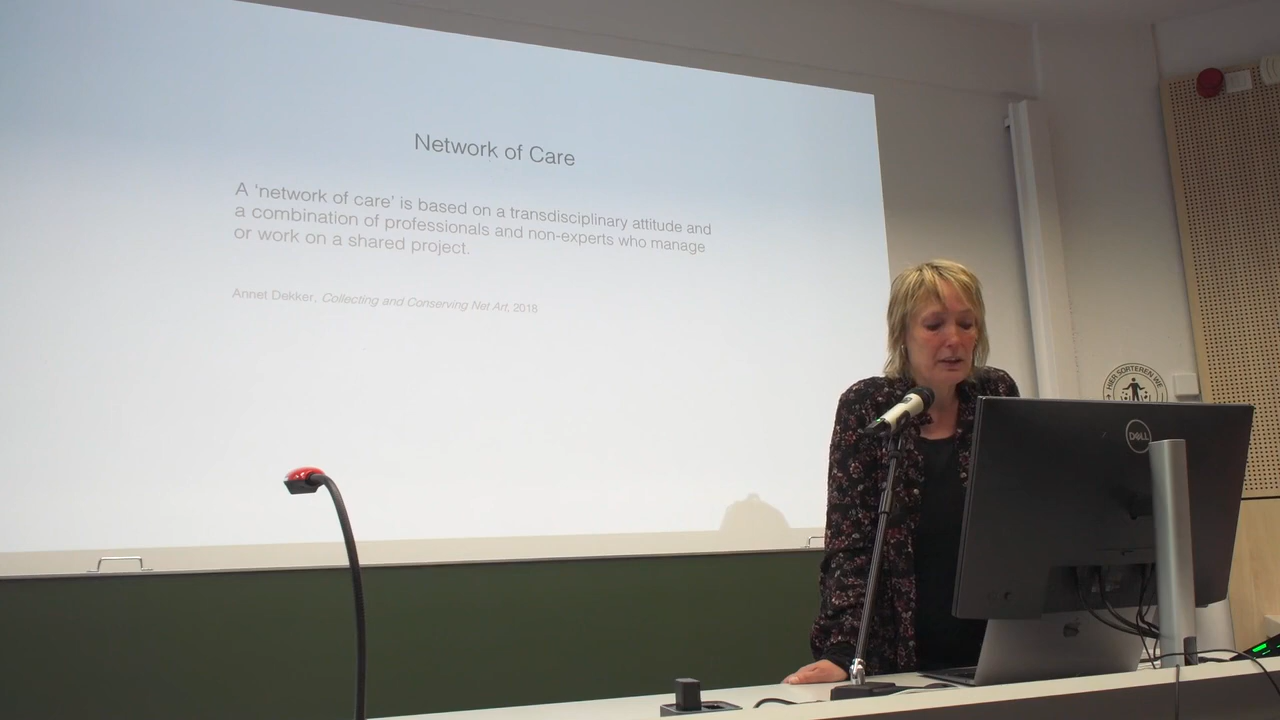 Network of Care
A ‘network of care’ is based on a transdisciplinary attitude and
a combination of professionals and non-experts who manage
or work on a shared project.
Annet Dekker, Collecting and Conserving Net Art, 2018
HIER SORTEREN WE
DELL